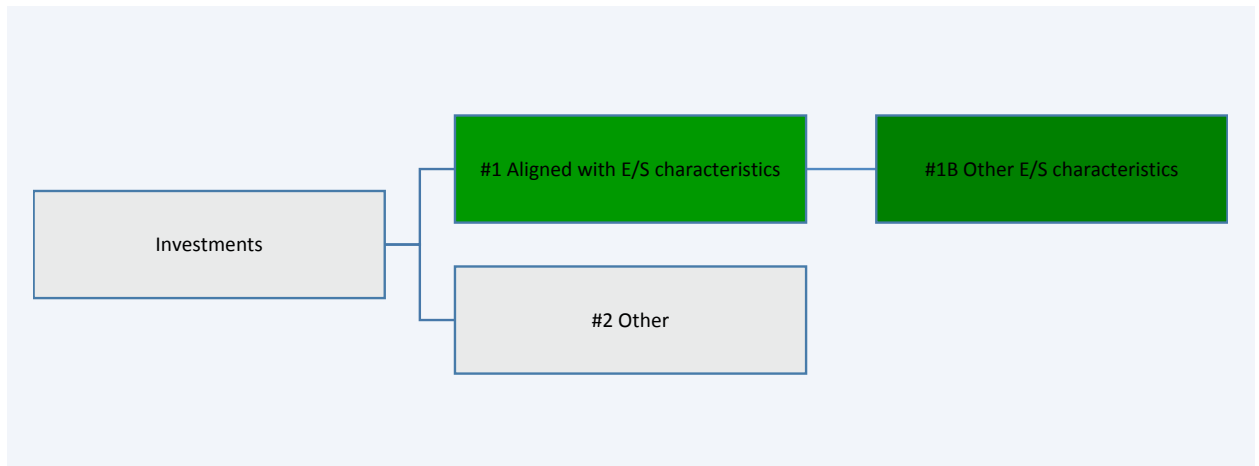 #1 Aligned with E/S characteristics
#1B Other E/S characteristics
Investments
#2 Other